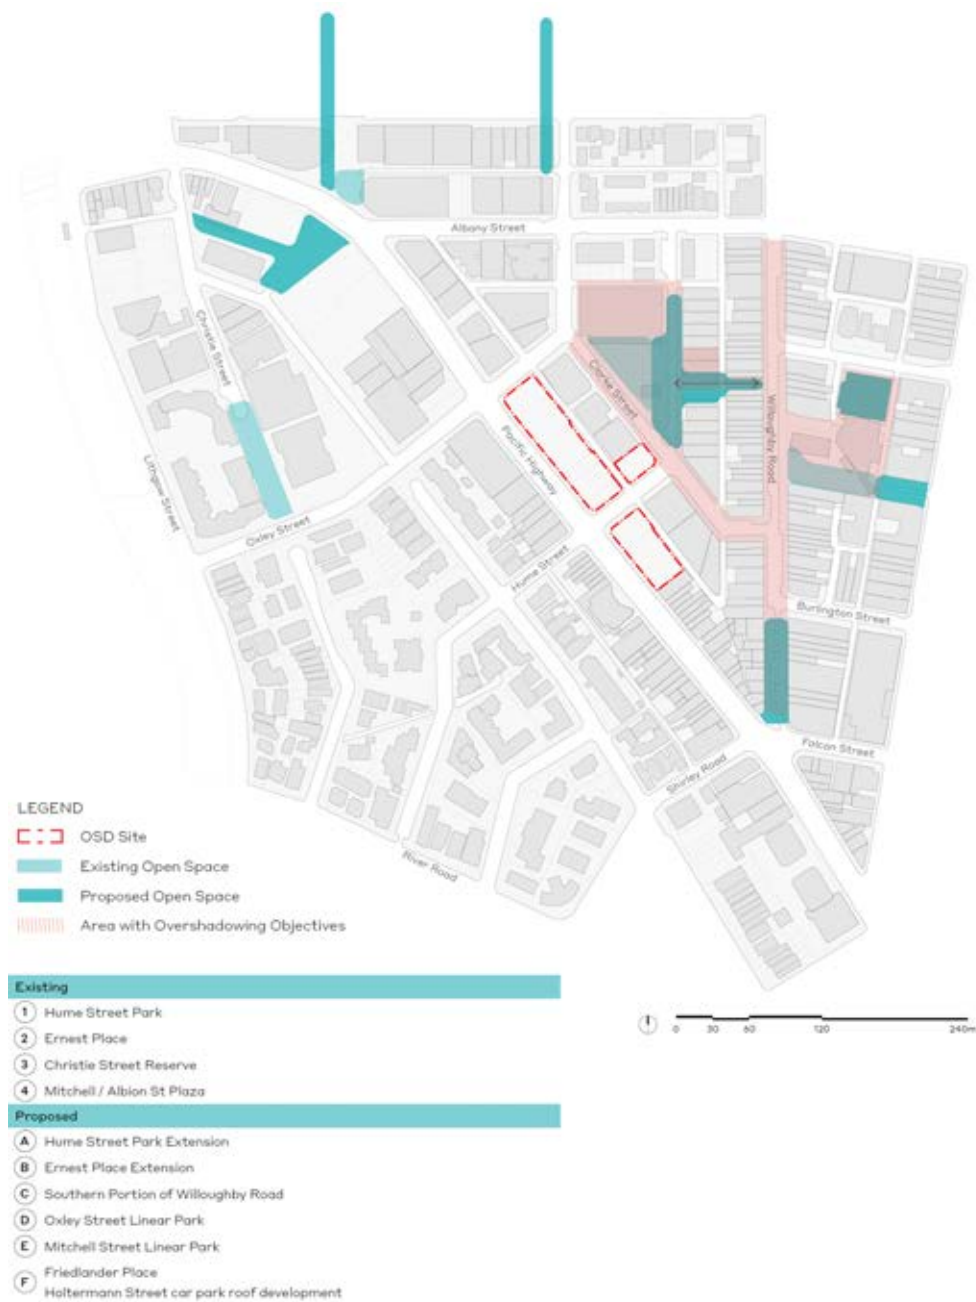 Albany Street
Christie Street
Clarke Street
Willoughby Road
Pacific Highway
Lithgow Street
Oxley Street
Hume Street
Burlington Street
Falcon Street
Shirley Road
River Road
LEGEND
OSD Site
Existing Open Space
Proposed Open Space
Area with Overshadowing Objectives
0 30 60 120 240m
Existing
1 Hume Street Park
2 Ernest Place
3 Christie Street Reserve
4 Mitchell / Albion St Plaza
Proposed
A Hume Street Park Extension
B Ernest Place Extension
C Southern Portion of Willoughby Road
D Oxley Street Linear Park
E Mitchell Street Linear Park
F Friedlander Place
Holtermann Street car park roof development